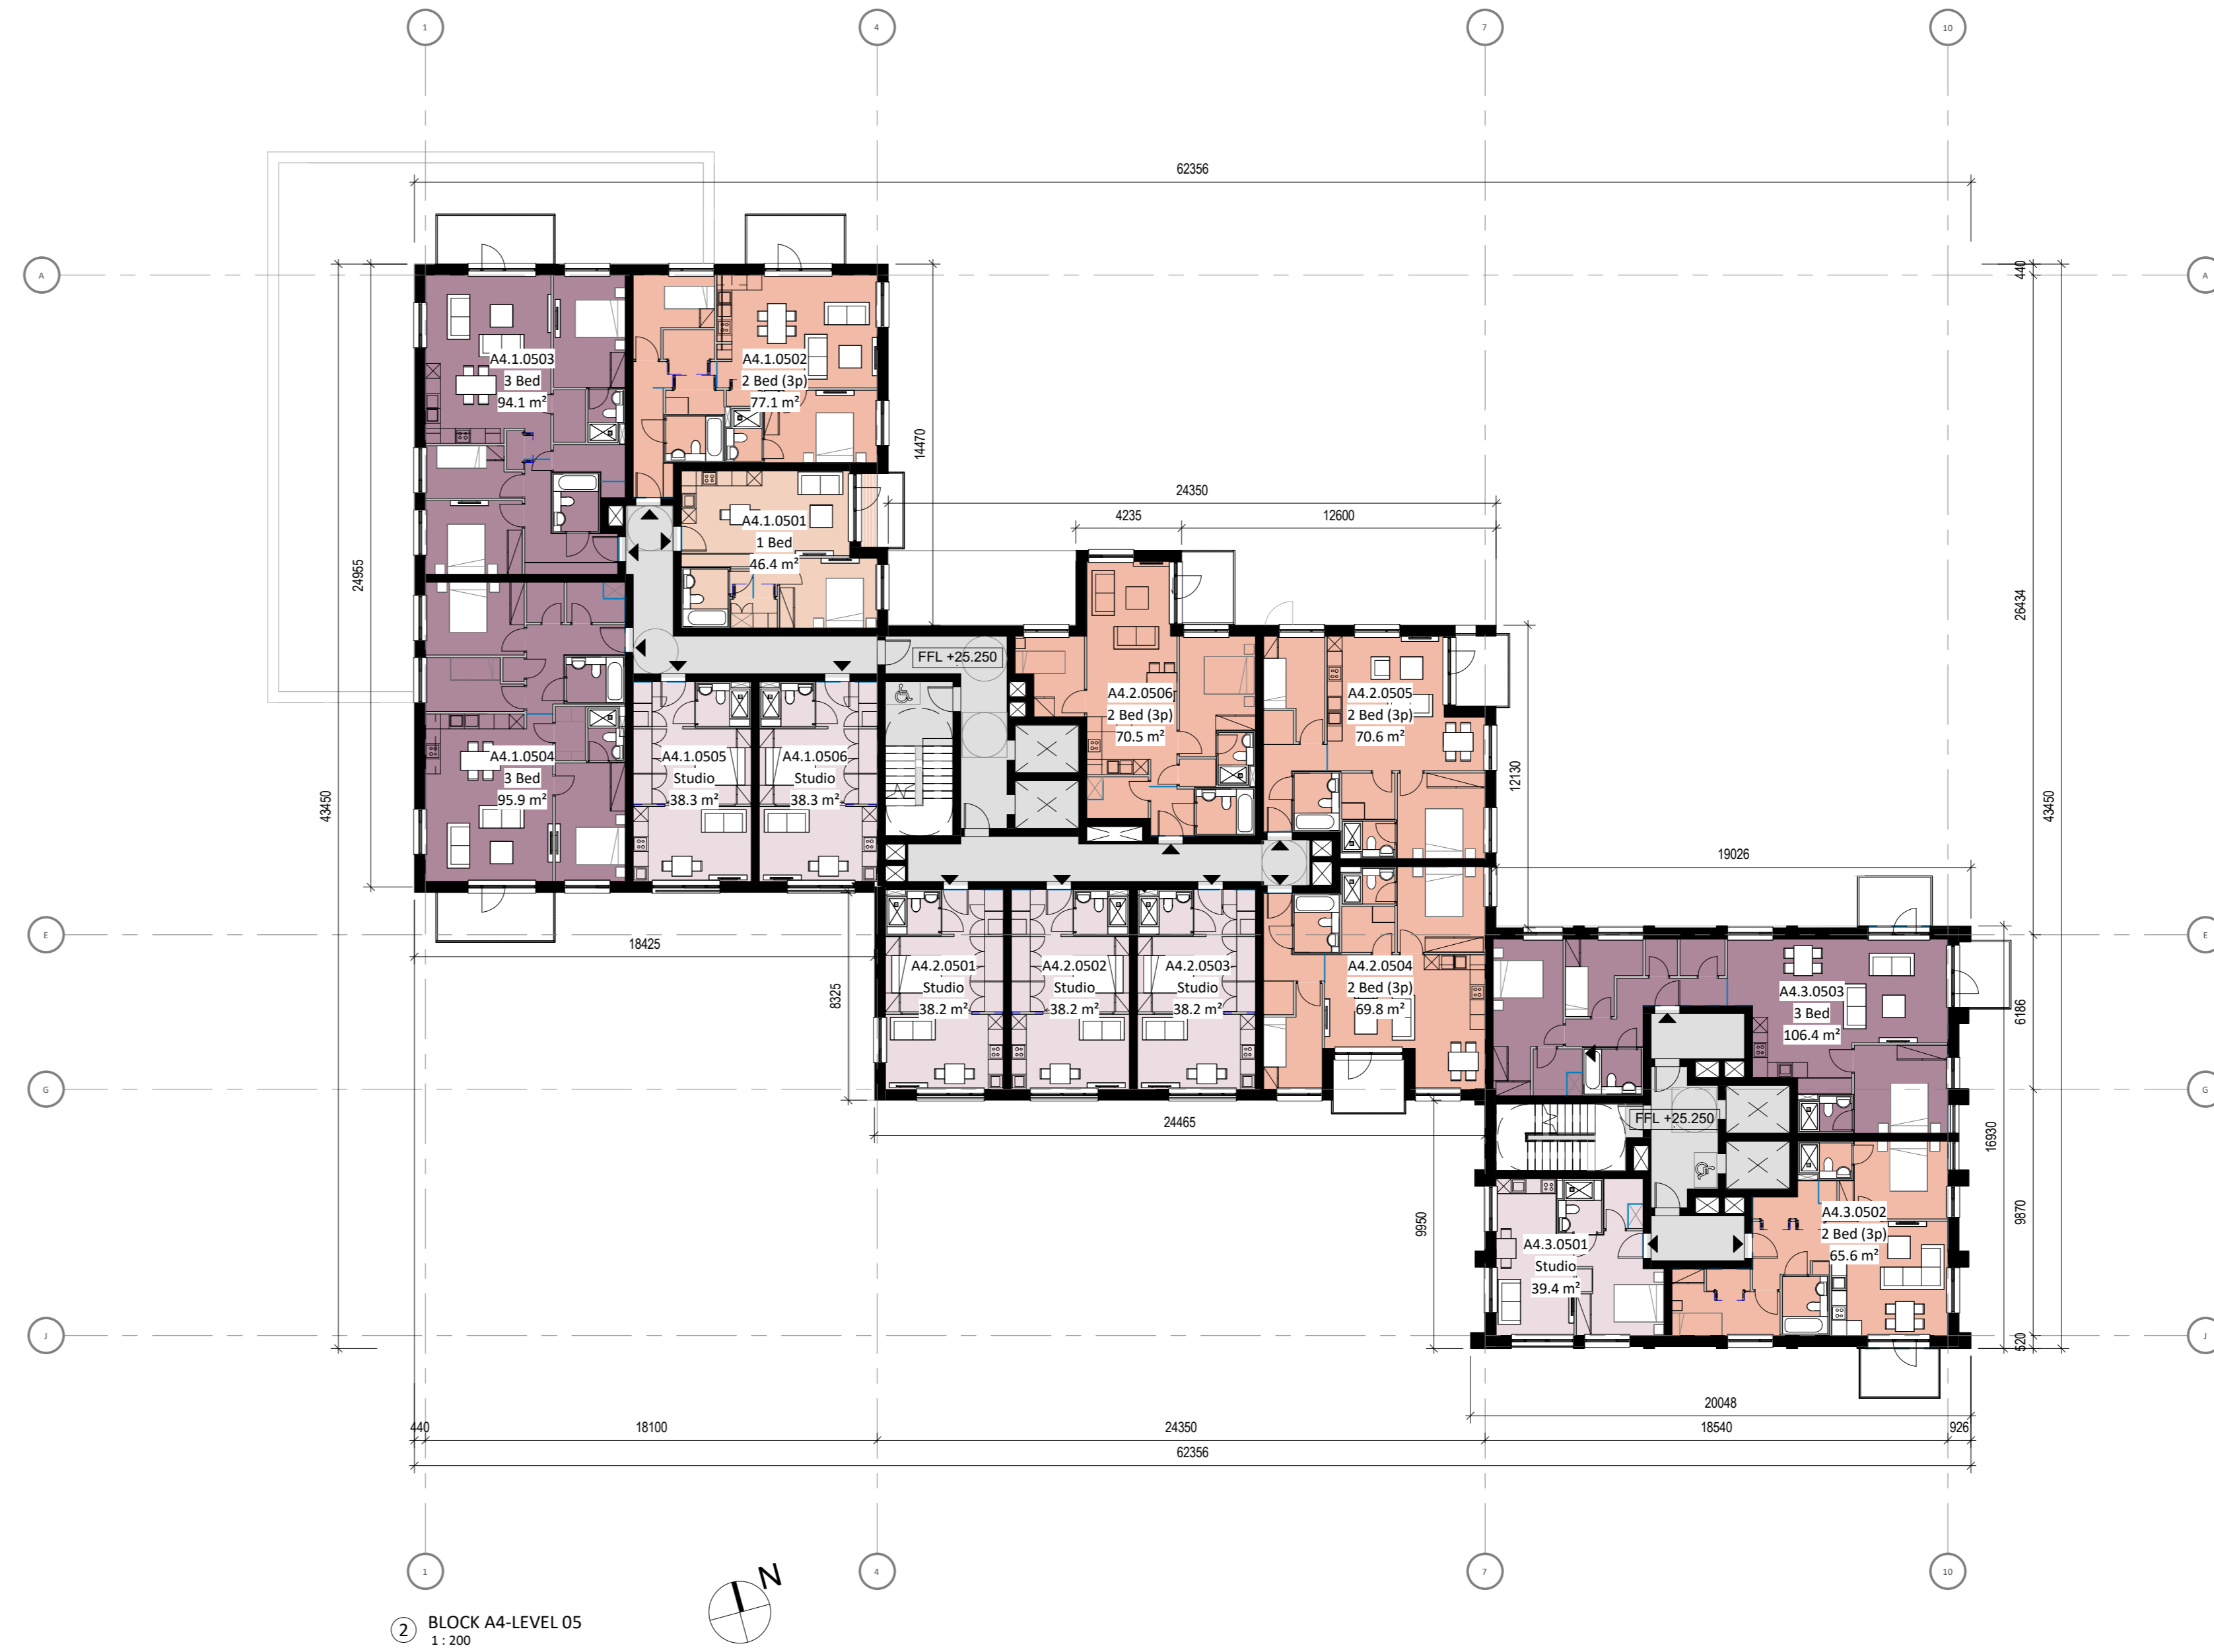 1
4
7
10
62356
A
A
440
A4.1.0503
3 Bed
94.1 m²
A4.1.0502
2 Bed (3p)
77.1 m²
14470
24350
4235
12600
A4.1.0501
1 Bed
46.4 m²
24955
26434
FFL +25.250
A4.2.0506
2 Bed (3p)
70.5 m²
A4.2.0505
2 Bed (3p)
70.6 m²
A4.1.0504
3 Bed
95.9 m²
A4.1.0505
Studio
38.3 m²
A4.1.0506
Studio
38.3 m²
43450
12130
43450
19026
E
E
18425
8325
A4.2.0501
Studio
38.2 m²
A4.2.0502
Studio
38.2 m²
A4.2.0503
Studio
38.2 m²
A4.2.0504
2 Bed (3p)
69.8 m²
A4.3.0503
3 Bed
106.4 m²
6186
G
G
24465
FFL +25.250
16930
9950
A4.3.0501
Studio
39.4 m²
A4.3.0502
2 Bed (3p)
65.6 m²
9870
J
J
520
20048
440
18100
24350
18540
926
62356
1
4
7
10
N
2
BLOCK A4-LEVEL 05
1 : 200